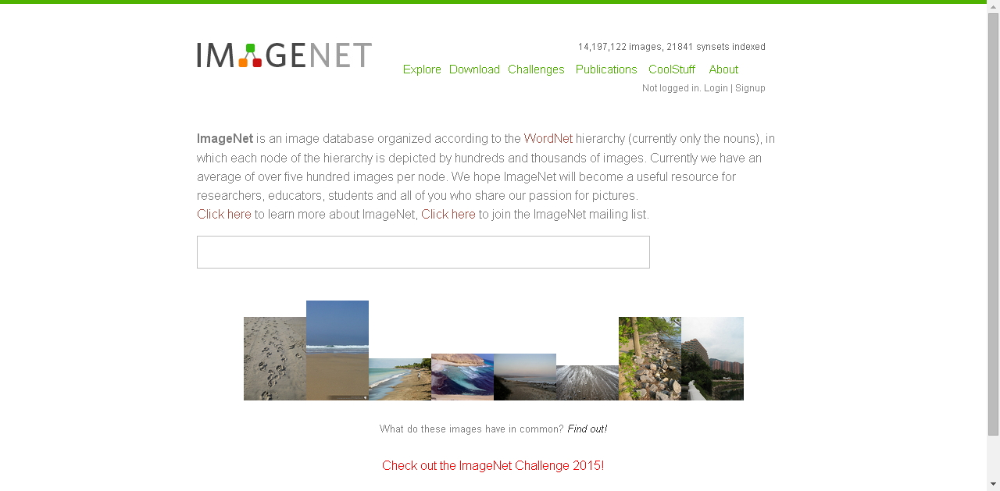 IMAGENET
14,197,122 images, 21841 synsets indexed
Explore Download Challenges Publications CoolStuff About
Not logged in. Login | Signup
ImageNet is an image database organized according to the WordNet hierarchy (currently only the nouns), in
which each node of the hierarchy is depicted by hundreds and thousands of images. Currently we have an
average of over five hundred images per node. We hope ImageNet will become a useful resource for
researchers, educators, students and all of you who share our passion for pictures.
Click here to learn more about ImageNet, Click here to join the ImageNet mailing list.
What do these images have in common? Find out!
Check out the ImageNet Challenge 2015!